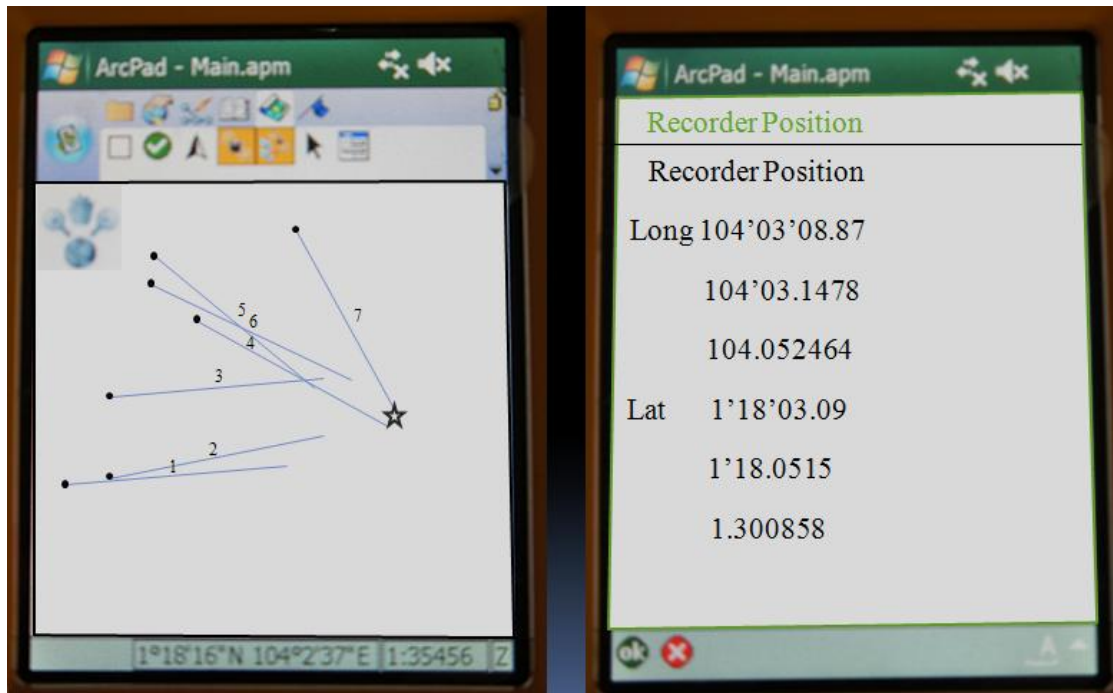 ArcPad - Main.apm
5
6
7
4
3
2
1
1°18'16"N 104°2'37"E 1:35456 Z
ArcPad - Main.apm
Recorder Position
Recorder Position
Long 104’03’08.87
104’03.1478
104.052464
Lat 1’18’03.09
1’18.0515
1.300858
ok A